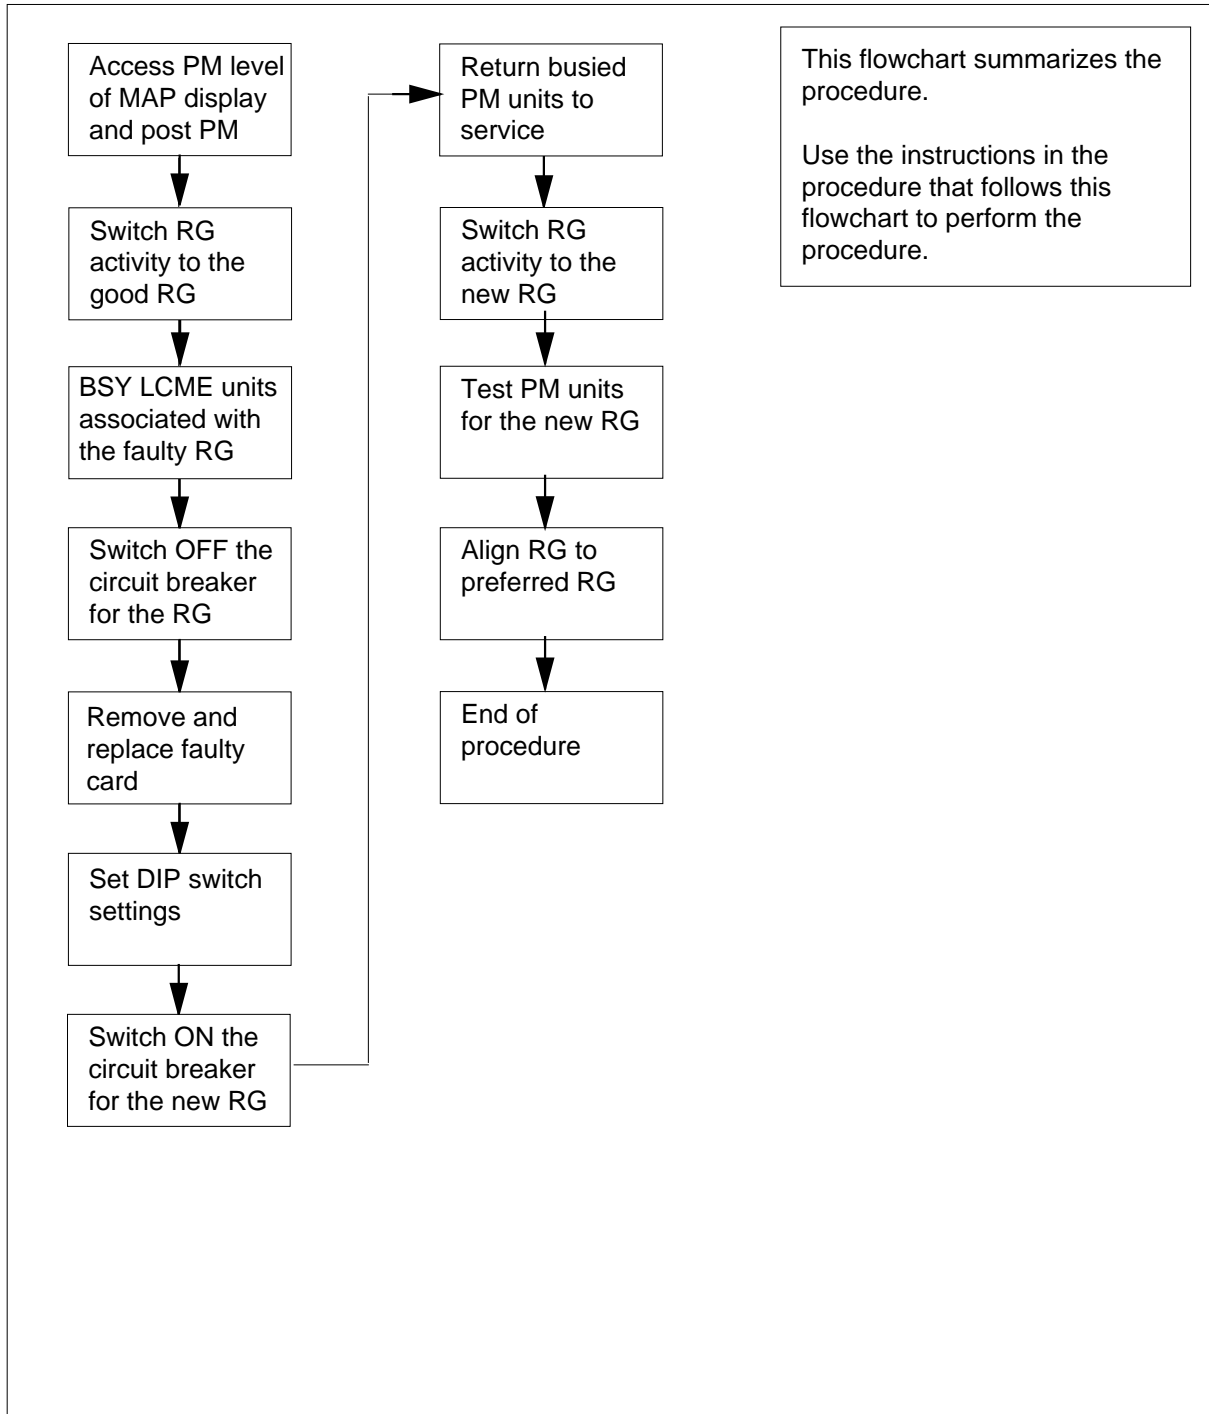 Access PM level
of MAP display
and post PM
Switch RG
activity to the
good RG
BSY LCME units
associated with
the faulty RG
Switch OFF the
circuit breaker
for the RG
Remove and
replace faulty
card
Set DIP switch
settings
Switch ON the
circuit breaker
for the new RG
Return busied
PM units to
service
Switch RG
activity to the
new RG
Test PM units
for the new RG
Align RG to
preferred RG
End of
procedure
This flowchart summarizes the
procedure.
Use the instructions in the
procedure that follows this
flowchart to perform the
procedure.